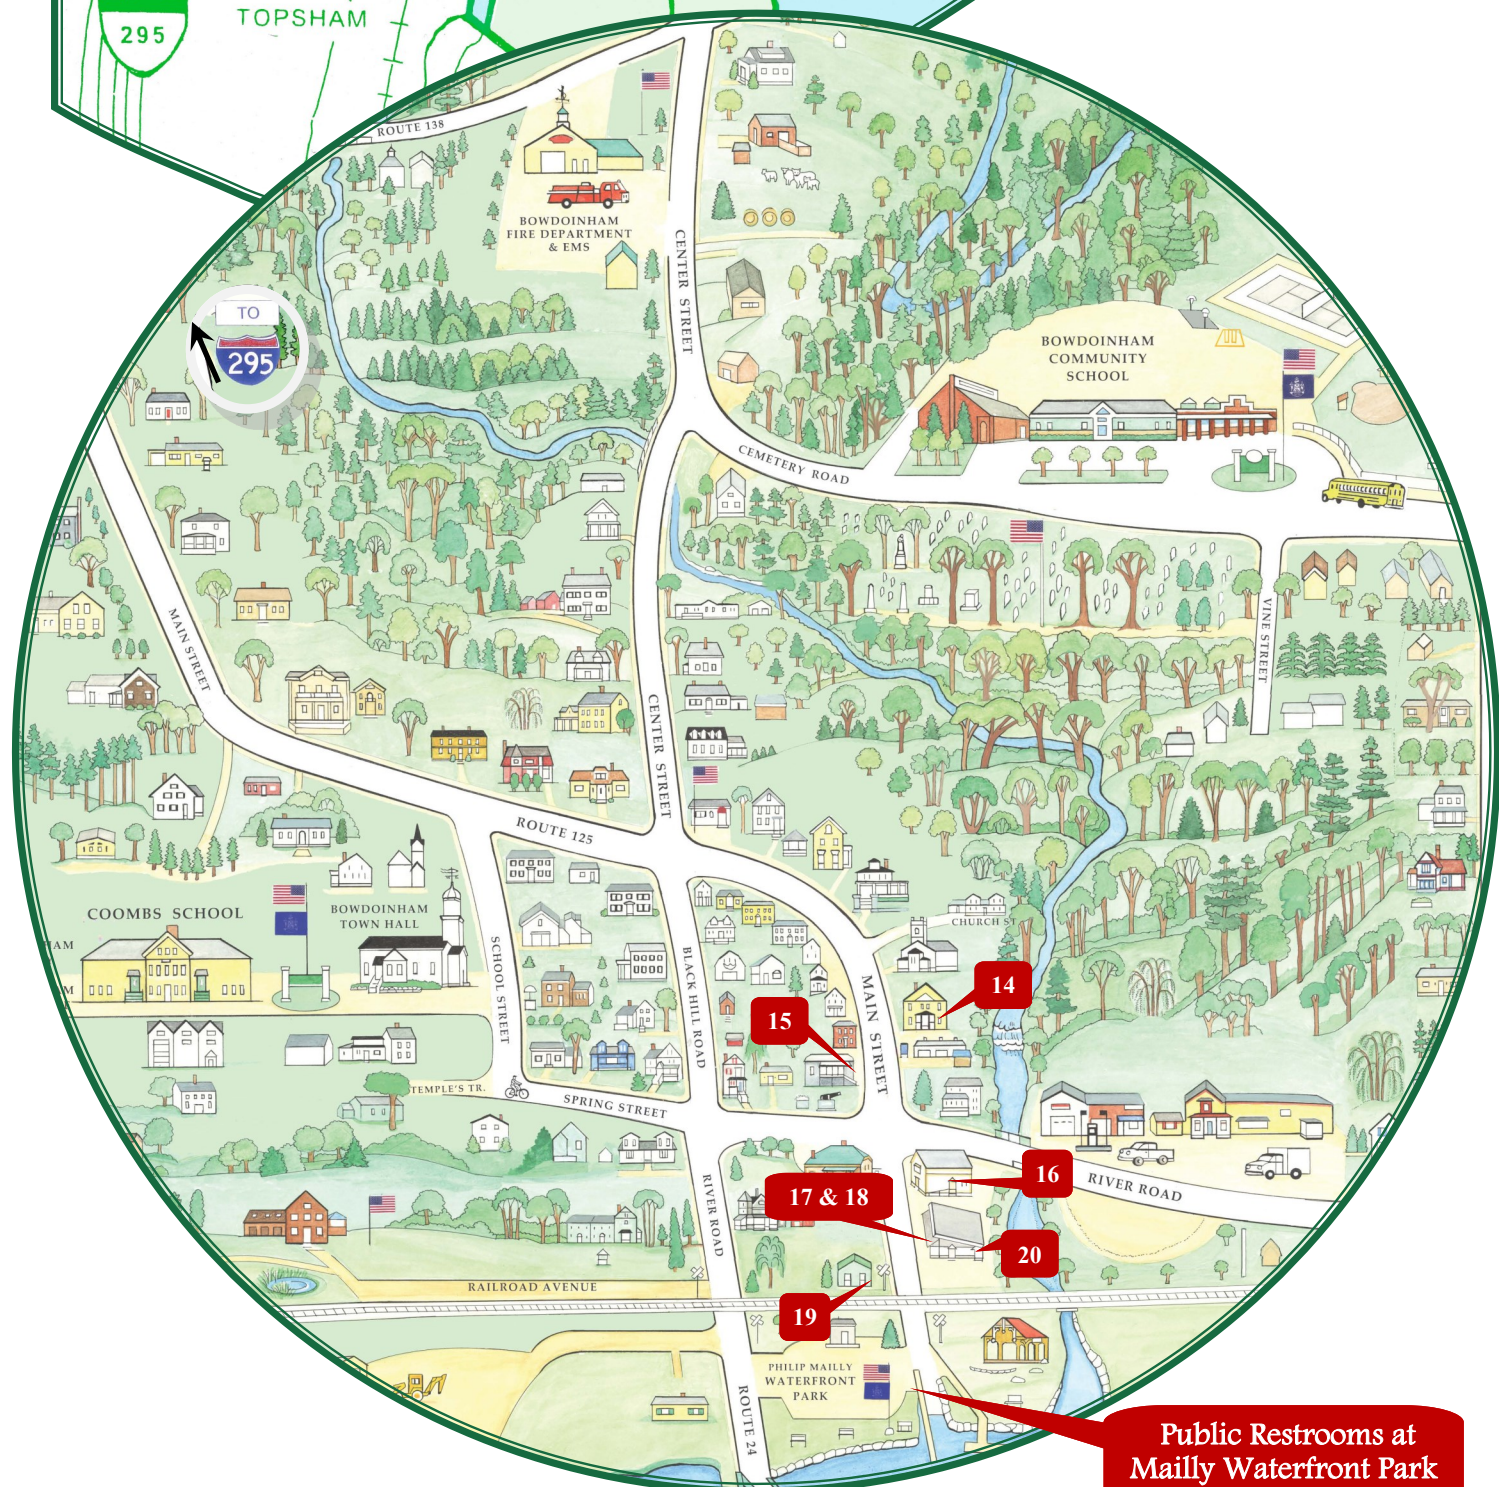 295
TOPSHAM
ROUTE 138
BOWDOINHAM
FIRE DEPARTMENT
& EMS
CENTER STREET
TO
295
BOWDOINHAM
COMMUNITY
SCHOOL
CEMETERY ROAD
MAIN STREET
VINE STREET
CENTER STREET
ROUTE 125
COOMBS SCHOOL
BOWDOINHAM
TOWN HALL
HAM
M
CHURCH ST
SCHOOL STREET
BLACK HILL ROAD
MAIN STREET
14
15
TEMPLE'S TR.
SPRING STREET
16
RIVER ROAD
17 & 18
RIVER ROAD
20
RAILROAD AVENUE
19
PHILIP MAILLY
WATERFRONT
PARK
ROUTE 24
Public Restrooms at
Mailly Waterfront Park